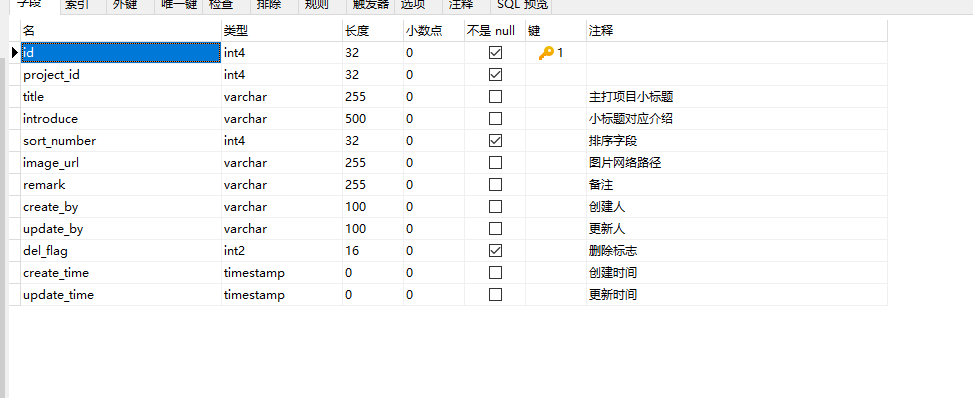 字段 索引 外键 唯一键 检查 排除 规则 触发器 选项 注释 SQL 预览
名 类型 长度 小数点 不是 null 键 注释
id int4 32 0 1
project_id int4 32 0
title varchar 255 0 主打项目小标题
introduce varchar 500 0 小标题对应介绍
sort_number int4 32 0 排序字段
image_url varchar 255 0 图片网络路径
remark varchar 255 0 备注
create_by varchar 100 0 创建人
update_by varchar 100 0 更新人
del_flag int2 16 0 删除标志
create_time timestamp 0 0 创建时间
update_time timestamp 0 0 更新时间